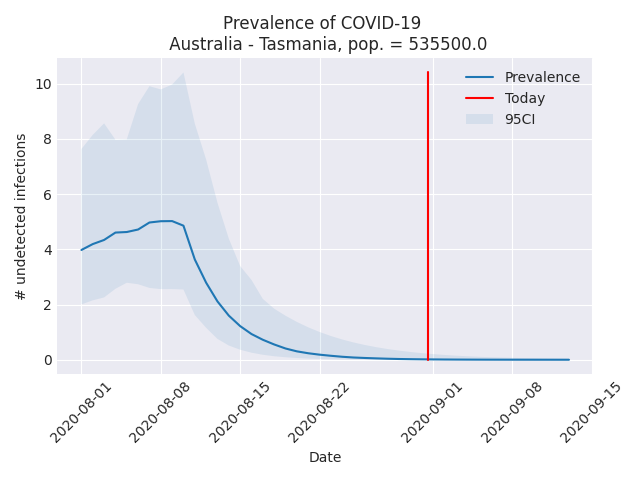 Prevalence of COVID-19
Australia - Tasmania, pop. = 535500.0
Prevalence
Today
95CI
# undetected infections
10
8
6
4
2
0
2020-08-01
2020-08-08
2020-08-15
2020-08-22
2020-09-01
2020-09-08
2020-09-15
Date